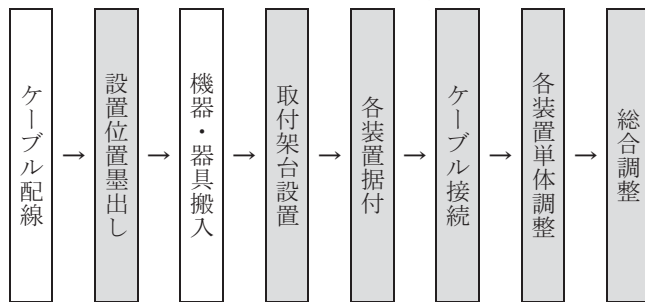 ケーブル配線
→
設置位置墨出し
→
機器・器具搬入
→
取付架台設置
→
各装置据付
→
ケーブル接続
→
各装置単体調整
→
総合調整